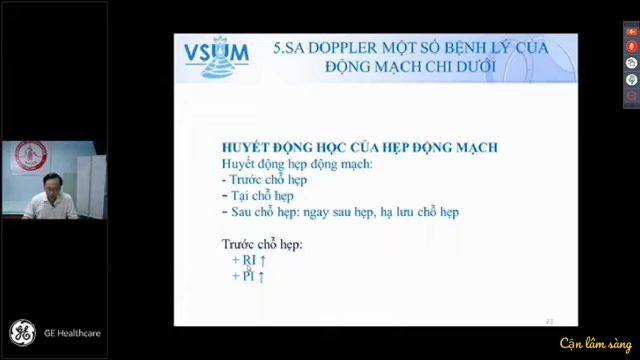 VSUM
5.SA DOPPLER MỘT SỐ BỆNH LÝ CỦA
ĐỘNG MẠCH CHI DƯỚI
HUYẾT ĐỘNG HỌC CỦA HẸP ĐỘNG MẠCH
Huyết động hẹp động mạch:
- Trước chỗ hẹp
- Tại chỗ hẹp
- Sau chỗ hẹp: ngay sau hẹp, hạ lưu chỗ hẹp
Trước chỗ hẹp:
+ RI ↑
+ PI ↑
23
GE Healthcare
Cận lâm sàng